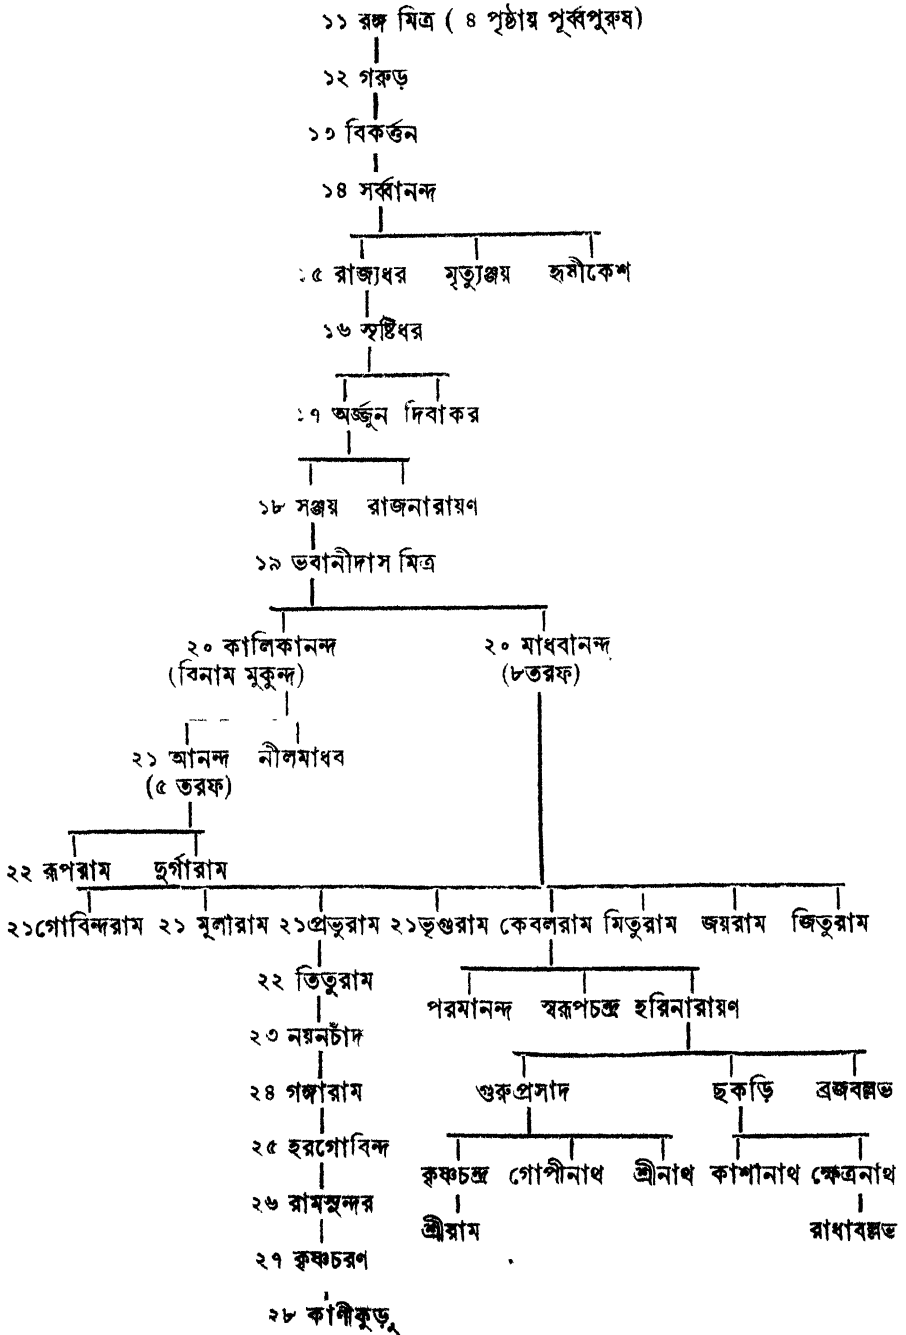 ১১ রঙ্গ মিত্র ( ৪ পৃষ্ঠায় পূর্ব্বপুরুষ)
১২ গরুড়
১৩ বিকর্ত্তন
১৪ সর্ব্বানন্দ
১৫ রাজ্যধর মৃত্যুঞ্জয় হৃষীকেশ
১৬ সৃষ্টিধর
১৭ অর্জ্জুন দিবাকর
১৮ সঞ্জয় রাজনারায়ণ
১৯ ভবানীদাস মিত্র
২০ কালিকানন্দ ২০ মাধবানন্দ
(বিনাম মুকুন্দ) (৮তরফ)
২১ আনন্দ নীলমাধব
(৫ তরফ)
২২ রূপরাম দুর্গারাম
২১গোবিন্দরাম ২১ মূলারাম ২১প্রভুরাম ২১ভৃগুরাম কেবলরাম মিতুরাম জয়রাম জিতুরাম
২২ তিতুরাম পরমানন্দ স্বরূপচন্দ্র হরিনারায়ণ
২৩ নয়নচাঁদ
২৪ গঙ্গারাম গুরুপ্রসাদ ছকড়ি ব্রজবল্লভ
২৫ হরগোবিন্দ কৃষ্ণচন্দ্র গোপীনাথ শ্রীনাথ কাশীনাথ ক্ষেত্রনাথ
২৬ রামসুন্দর শ্রীরাম রাধাবল্লভ
২৭ কৃষ্ণচরণ
২৮